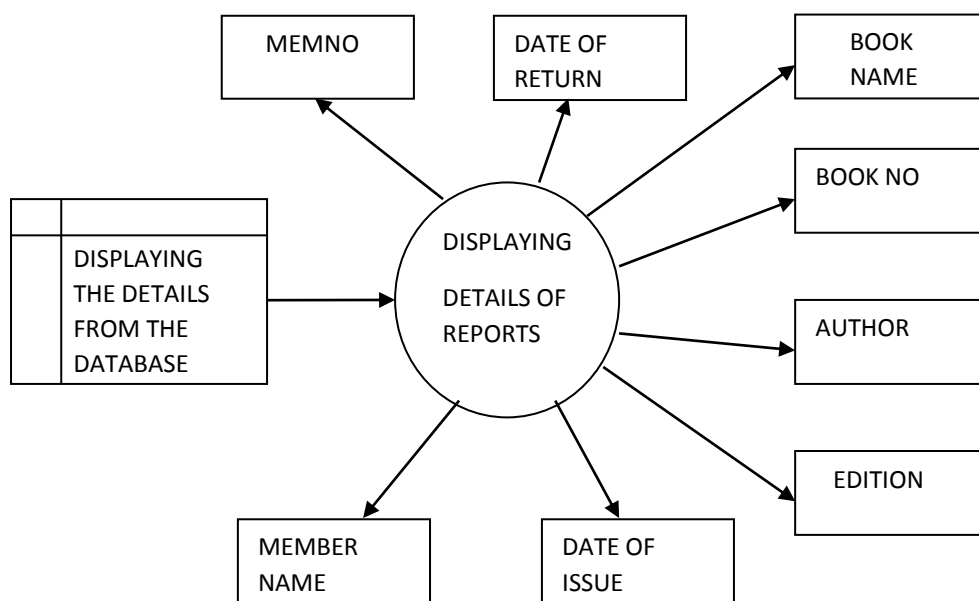 MEMNO
DATE OF
RETURN
BOOK
NAME
BOOK NO
DISPLAYING
THE DETAILS
FROM THE
DATABASE
DISPLAYING
DETAILS OF
REPORTS
AUTHOR
EDITION
MEMBER
NAME
DATE OF
ISSUE